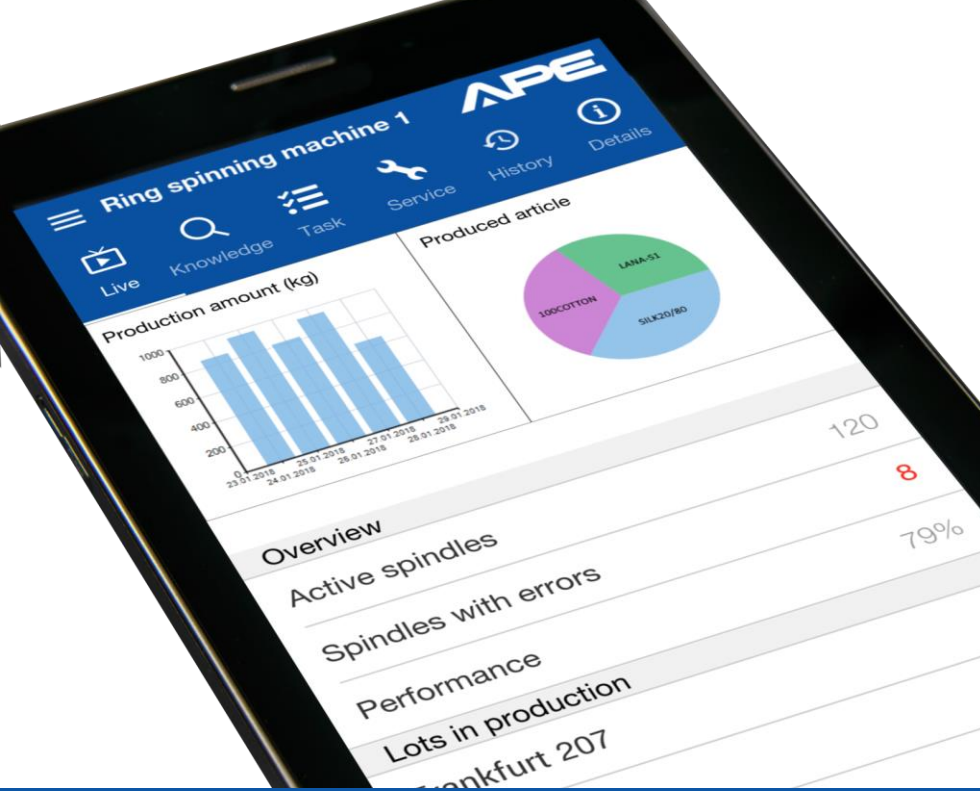 APE
Ring spinning machine 1
Live
Knowledge
Task
Service
History
Details
Production amount (kg)
1000
800
600
400
200
0
23.01.2018
24.01.2018
25.01.2018
26.01.2018
27.01.2018
28.01.2018
29.01.2018
Produced article
LANA-S1
100COTTON
SILK20/80
Overview
Active spindles 120
Spindles with errors 8
Performance 79%
Lots in production
Frankfurt 207